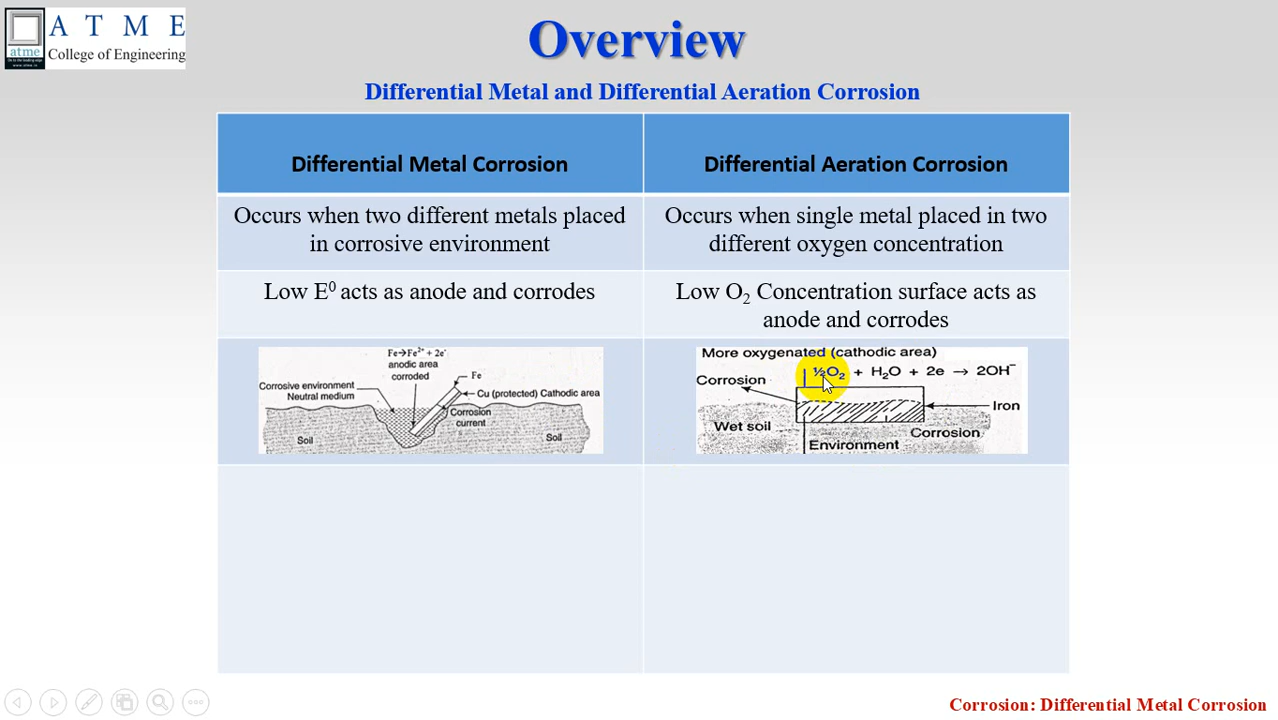 A T M E
College of Engineering
atme
Overview
Differential Metal and Differential Aeration Corrosion
Differential Metal Corrosion
Differential Aeration Corrosion
Occurs when two different metals placed
in corrosive environment
Occurs when single metal placed in two
different oxygen concentration
Low E⁰ acts as anode and corrodes
Low O₂ Concentration surface acts as
anode and corrodes
Fe→Fe²⁺ + 2e⁻
anodic area
corroded
Fe
Corrosive environment
Neutral medium
Cu (protected) Cathodic area
Corrosion
current
Soil
Soil
More oxygenated (cathodic area)
½O₂ + H₂O + 2e → 2OH⁻
Corrosion
Iron
Wet soil
Corrosion
Environment
Corrosion: Differential Metal Corrosion